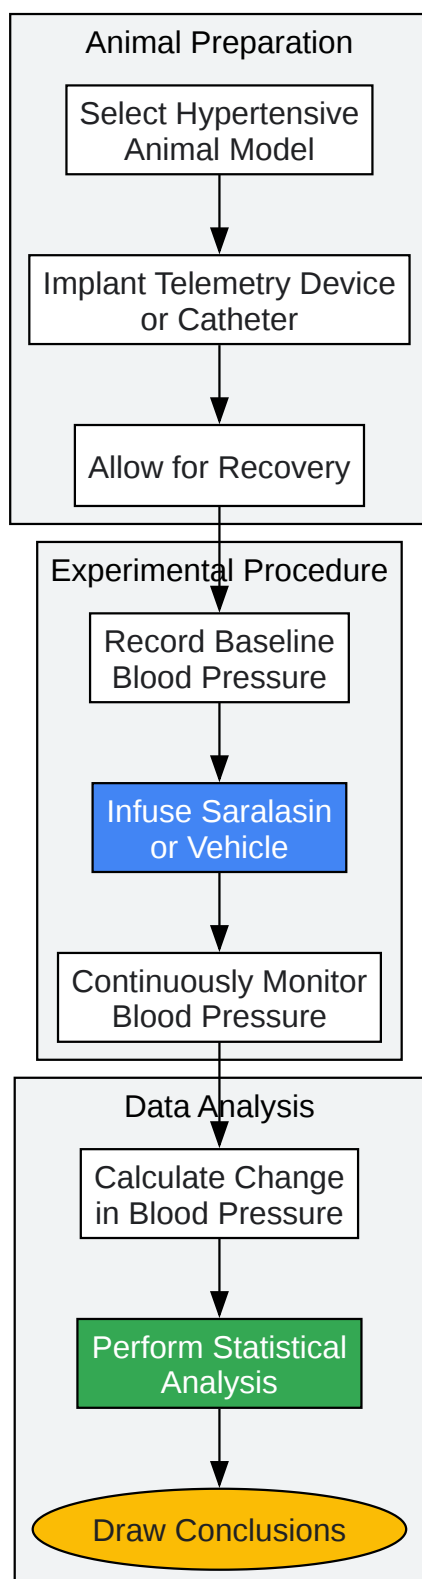 Animal Preparation
Select Hypertensive
Animal Model
Implant Telemetry Device
or Catheter
Allow for Recovery
Experimental Procedure
Record Baseline
Blood Pressure
Infuse Saralasin
or Vehicle
Continuously Monitor
Blood Pressure
Data Analysis
Calculate Change
in Blood Pressure
Perform Statistical
Analysis
Draw Conclusions